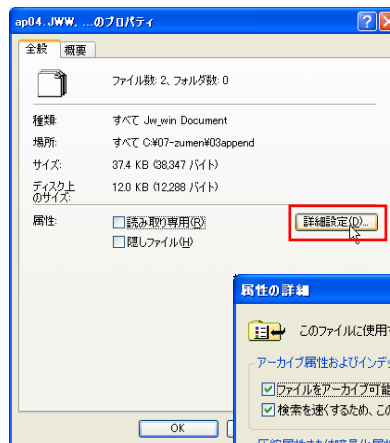 ap04.JWW, ...のプロパティ
全般 概要
ファイル数: 2、フォルダ数: 0
種類: すべて Jw_win Document
場所: すべて C:¥07-zumen¥03append
サイズ: 37.4 KB (38,347 バイト)
ディスク上のサイズ: 12.0 KB (12,288 バイト)
属性: 読み取り専用(R) 詳細設定(D)...
隠しファイル(H)
属性の詳細
このファイルに使用
アーカイブ属性およびインデッ
ファイルをアーカイブ可能
検索を速くするため、この
OK